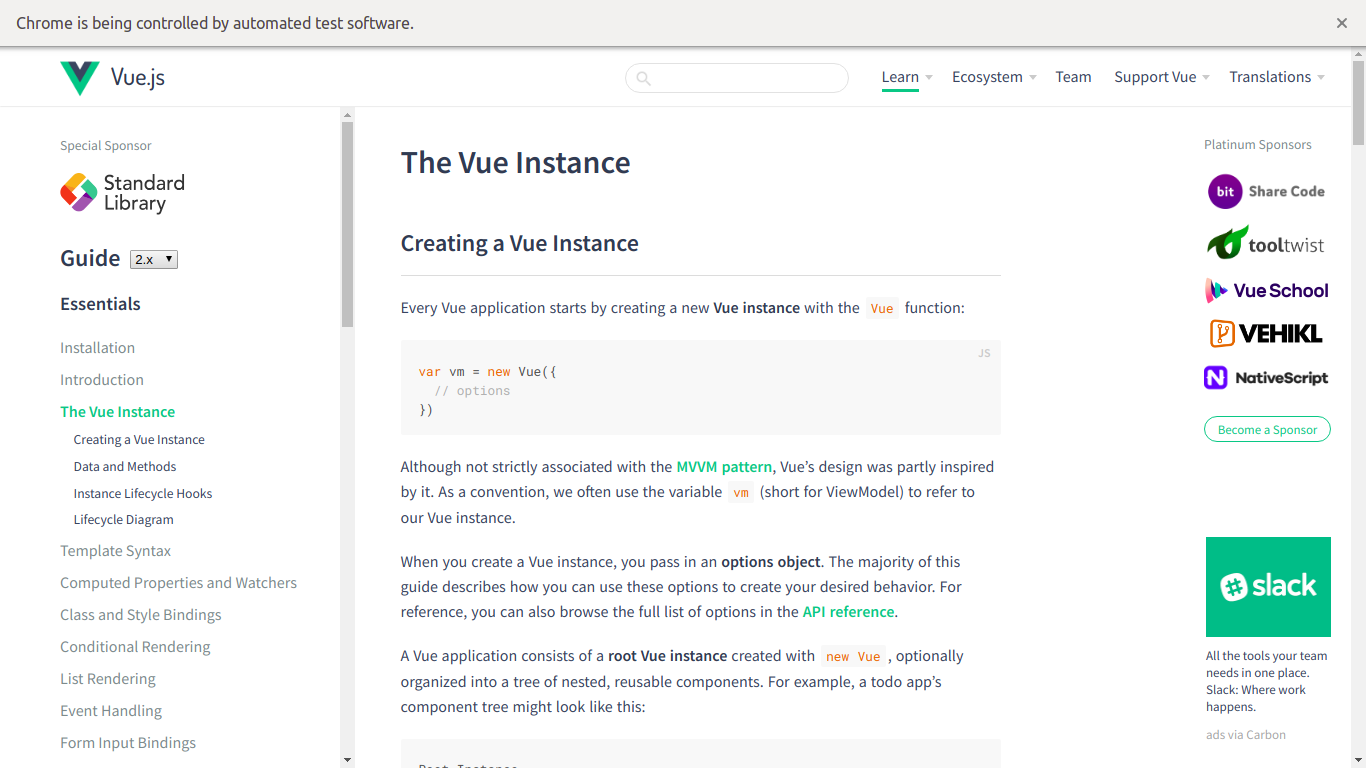 Chrome is being controlled by automated test software.
Vue.js
Learn
Ecosystem
Team
Support Vue
Translations
Special Sponsor
Standard
Library
Guide
2.x
Essentials
Installation
Introduction
The Vue Instance
Creating a Vue Instance
Data and Methods
Instance Lifecycle Hooks
Lifecycle Diagram
Template Syntax
Computed Properties and Watchers
Class and Style Bindings
Conditional Rendering
List Rendering
Event Handling
Form Input Bindings
The Vue Instance
Creating a Vue Instance
Every Vue application starts by creating a new Vue instance with the Vue function:
JS
var vm = new Vue({
// options
})
Although not strictly associated with the MVVM pattern, Vue’s design was partly inspired
by it. As a convention, we often use the variable vm (short for ViewModel) to refer to
our Vue instance.
When you create a Vue instance, you pass in an options object. The majority of this
guide describes how you can use these options to create your desired behavior. For
reference, you can also browse the full list of options in the API reference.
A Vue application consists of a root Vue instance created with new Vue , optionally
organized into a tree of nested, reusable components. For example, a todo app’s
component tree might look like this:
Root Instance
Platinum Sponsors
bit Share Code
tooltwist
Vue School
VEHIKL
NativeScript
Become a Sponsor
slack
All the tools your team
needs in one place.
Slack: Where work
happens.
ads via Carbon